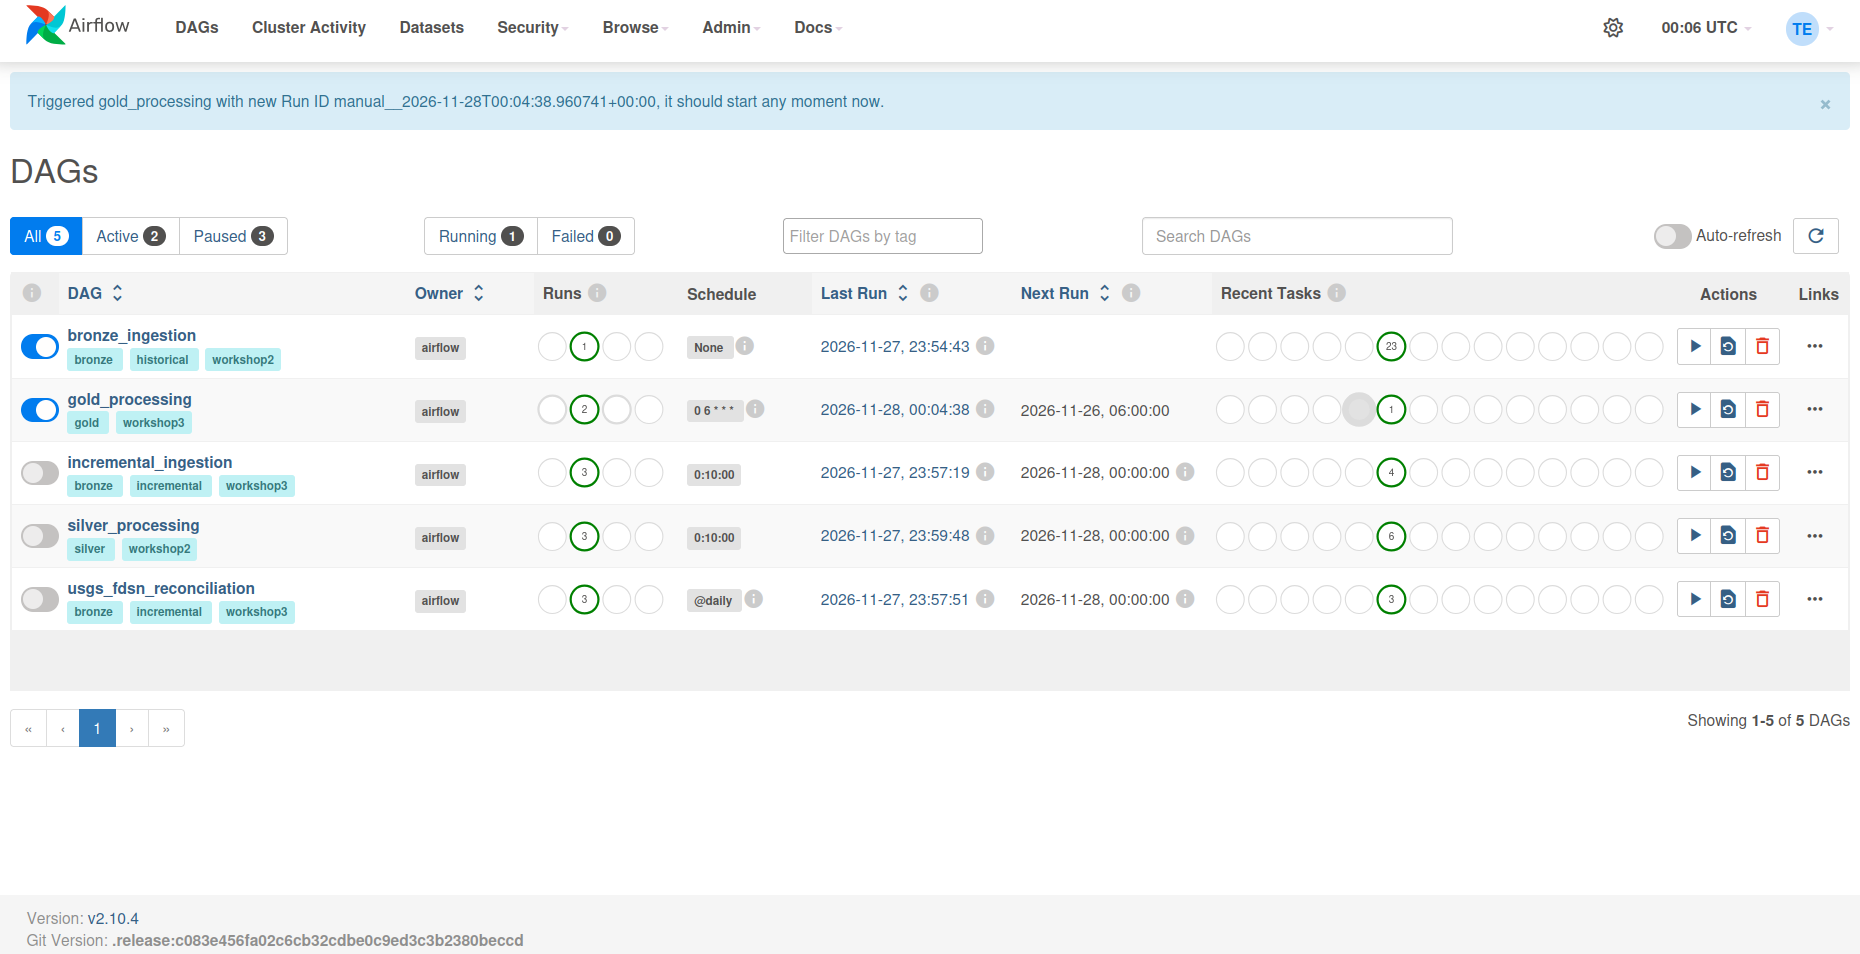 Airflow DAGs Cluster Activity Datasets Security Browse Admin Docs 00:06 UTC TE
Triggered gold_processing with new Run ID manual__2026-11-28T00:04:38.960741+00:00, it should start any moment now. ×
DAGs
All 5 Active 2 Paused 3 Running 1 Failed 0 Filter DAGs by tag Search DAGs Auto-refresh
i DAG Owner Runs i Schedule Last Run i Next Run i Recent Tasks i Actions Links
bronze_ingestion
airflow 1 None i 2026-11-27, 23:54:43 i 23 •••
bronze historical workshop2
gold_processing
airflow 2 0 6 * * * i 2026-11-28, 00:04:38 i 2026-11-26, 06:00:00 1 •••
gold workshop3
incremental_ingestion
airflow 3 0:10:00 2026-11-27, 23:57:19 i 2026-11-28, 00:00:00 i 4 •••
bronze incremental workshop3
silver_processing
airflow 3 0:10:00 2026-11-27, 23:59:48 i 2026-11-28, 00:00:00 i 6 •••
silver workshop2
usgs_fdsn_reconciliation
airflow 3 @daily i 2026-11-27, 23:57:51 i 2026-11-28, 00:00:00 i 3 •••
bronze incremental workshop3
« ‹ 1 › » Showing 1-5 of 5 DAGs
Version: v2.10.4
Git Version: .release:c083e456fa02c6cb32cdbe0c9ed3c3b2380beccd